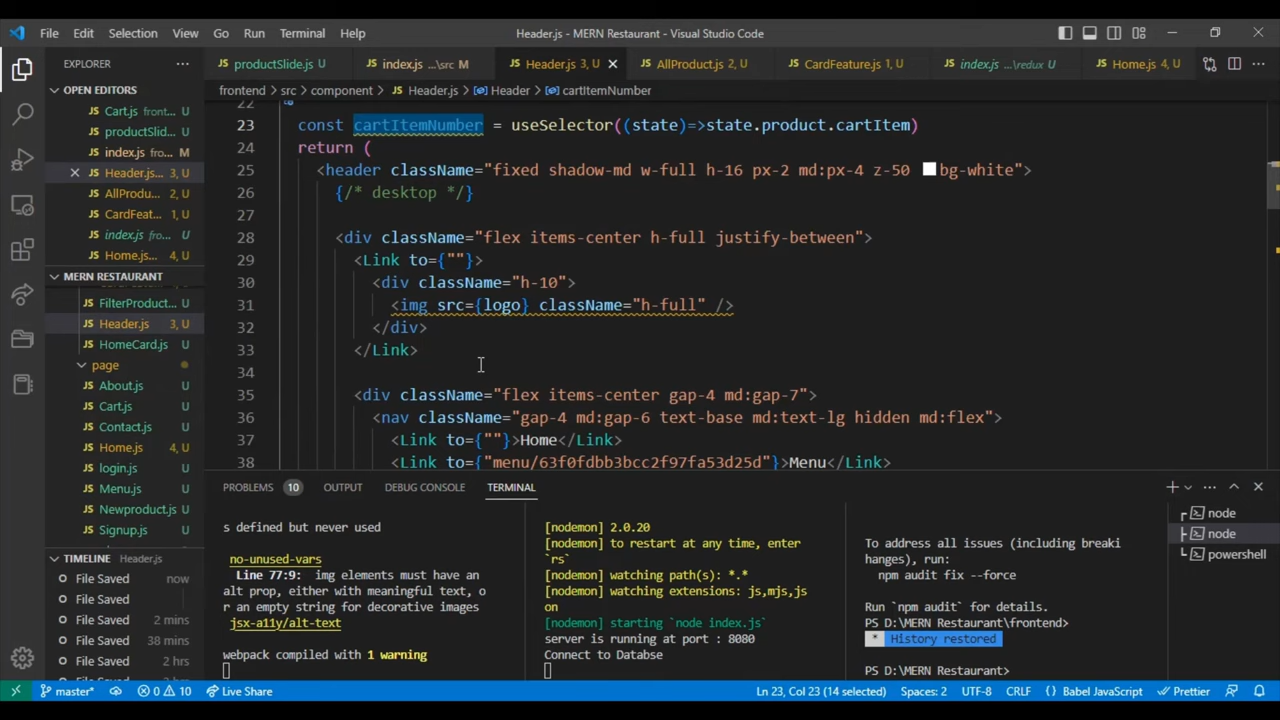 File Edit Selection View Go Run Terminal Help
Header.js - MERN Restaurant - Visual Studio Code
EXPLORER
OPEN EDITORS
JS Cart.js front... U
JS productSlid... U
JS index.js fro... M
JS Header.js... 3, U
JS AllProdu... 2, U
JS CardFeat... 1, U
JS index.js fro... U
JS Home.js... 4, U
MERN RESTAURANT
JS FilterProduct... U
JS Header.js 3, U
JS HomeCard.js U
page
JS About.js U
JS Cart.js U
JS Contact.js U
JS Home.js 4, U
JS login.js U
JS Menu.js U
JS Newproduct.js U
JS Signup.js U
TIMELINE Header.js
File Saved now
File Saved
File Saved 2 mins
File Saved 38 mins
File Saved 2 hrs
JS productSlide.js U
JS index.js ...\src M
JS Header.js 3, U
JS AllProduct.js 2, U
JS CardFeature.js 1, U
JS index.js ...\redux U
JS Home.js 4, U
frontend > src > component > JS Header.js > Header > cartItemNumber
22
23 const cartItemNumber = useSelector((state)=>state.product.cartItem)
24 return (
25 <header className="fixed shadow-md w-full h-16 px-2 md:px-4 z-50 bg-white">
26 {/* desktop */}
27
28 <div className="flex items-center h-full justify-between">
29 <Link to={""}>
30 <div className="h-10">
31 <img src={logo} className="h-full" />
32 </div>
33 </Link>
34
35 <div className="flex items-center gap-4 md:gap-7">
36 <nav className="gap-4 md:gap-6 text-base md:text-lg hidden md:flex">
37 <Link to={""}>Home</Link>
38 <Link to={"menu/63f0fdbb3bcc2f97fa53d25d"}>Menu</Link>
PROBLEMS 10 OUTPUT DEBUG CONSOLE TERMINAL
s defined but never used
no-unused-vars
Line 77:9: img elements must have an
alt prop, either with meaningful text, o
r an empty string for decorative images
jsx-a11y/alt-text
webpack compiled with 1 warning
[nodemon] 2.0.20
[nodemon] to restart at any time, enter
`rs`
[nodemon] watching path(s): *.*
[nodemon] watching extensions: js,mjs,js
on
[nodemon] starting `node index.js`
server is running at port : 8080
Connect to Databse
To address all issues (including breaki
hanges), run:
npm audit fix --force
Run `npm audit` for details.
PS D:\MERN Restaurant\frontend>
* History restored
PS D:\MERN Restaurant>
node
node
powershell
master* 0 10 Live Share
Ln 23, Col 23 (14 selected) Spaces: 2 UTF-8 CRLF {} Babel JavaScript Prettier